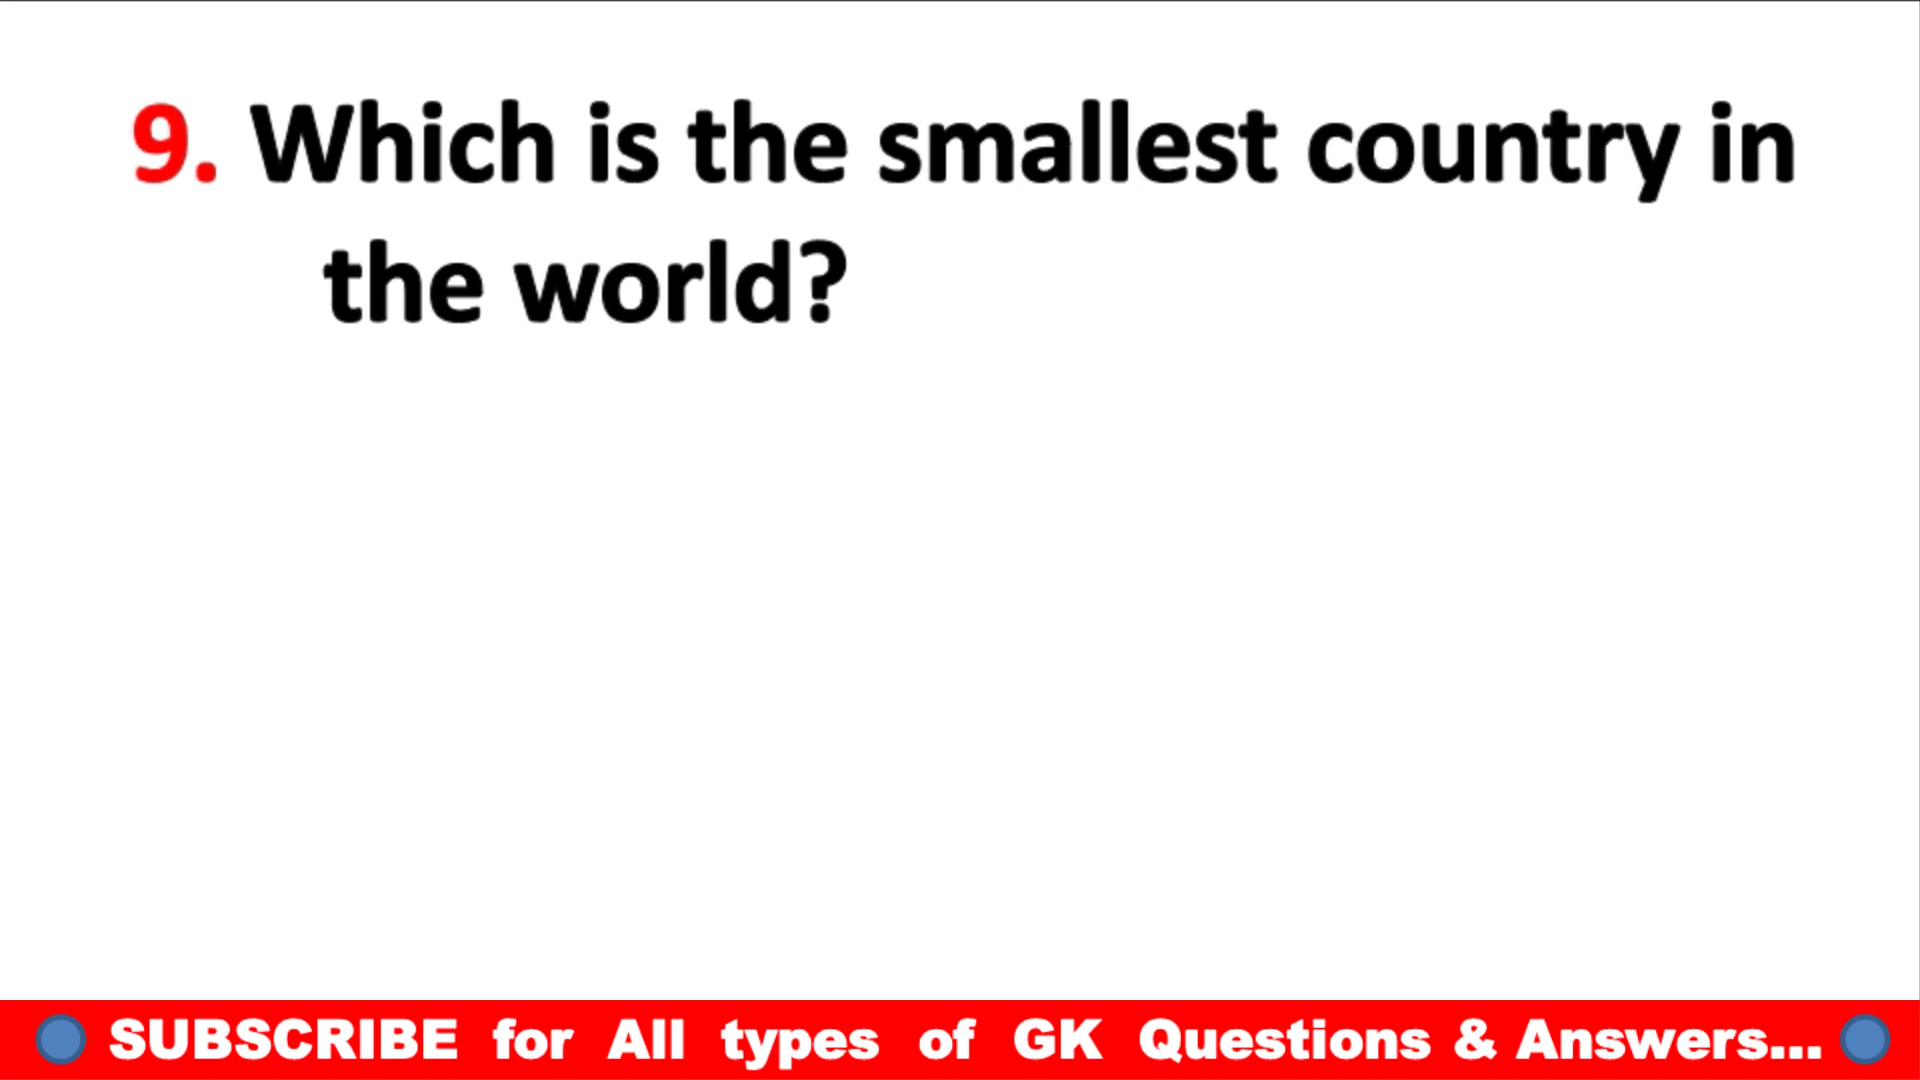 9. Which is the smallest country in
the world?
SUBSCRIBE for All types of GK Questions & Answers...